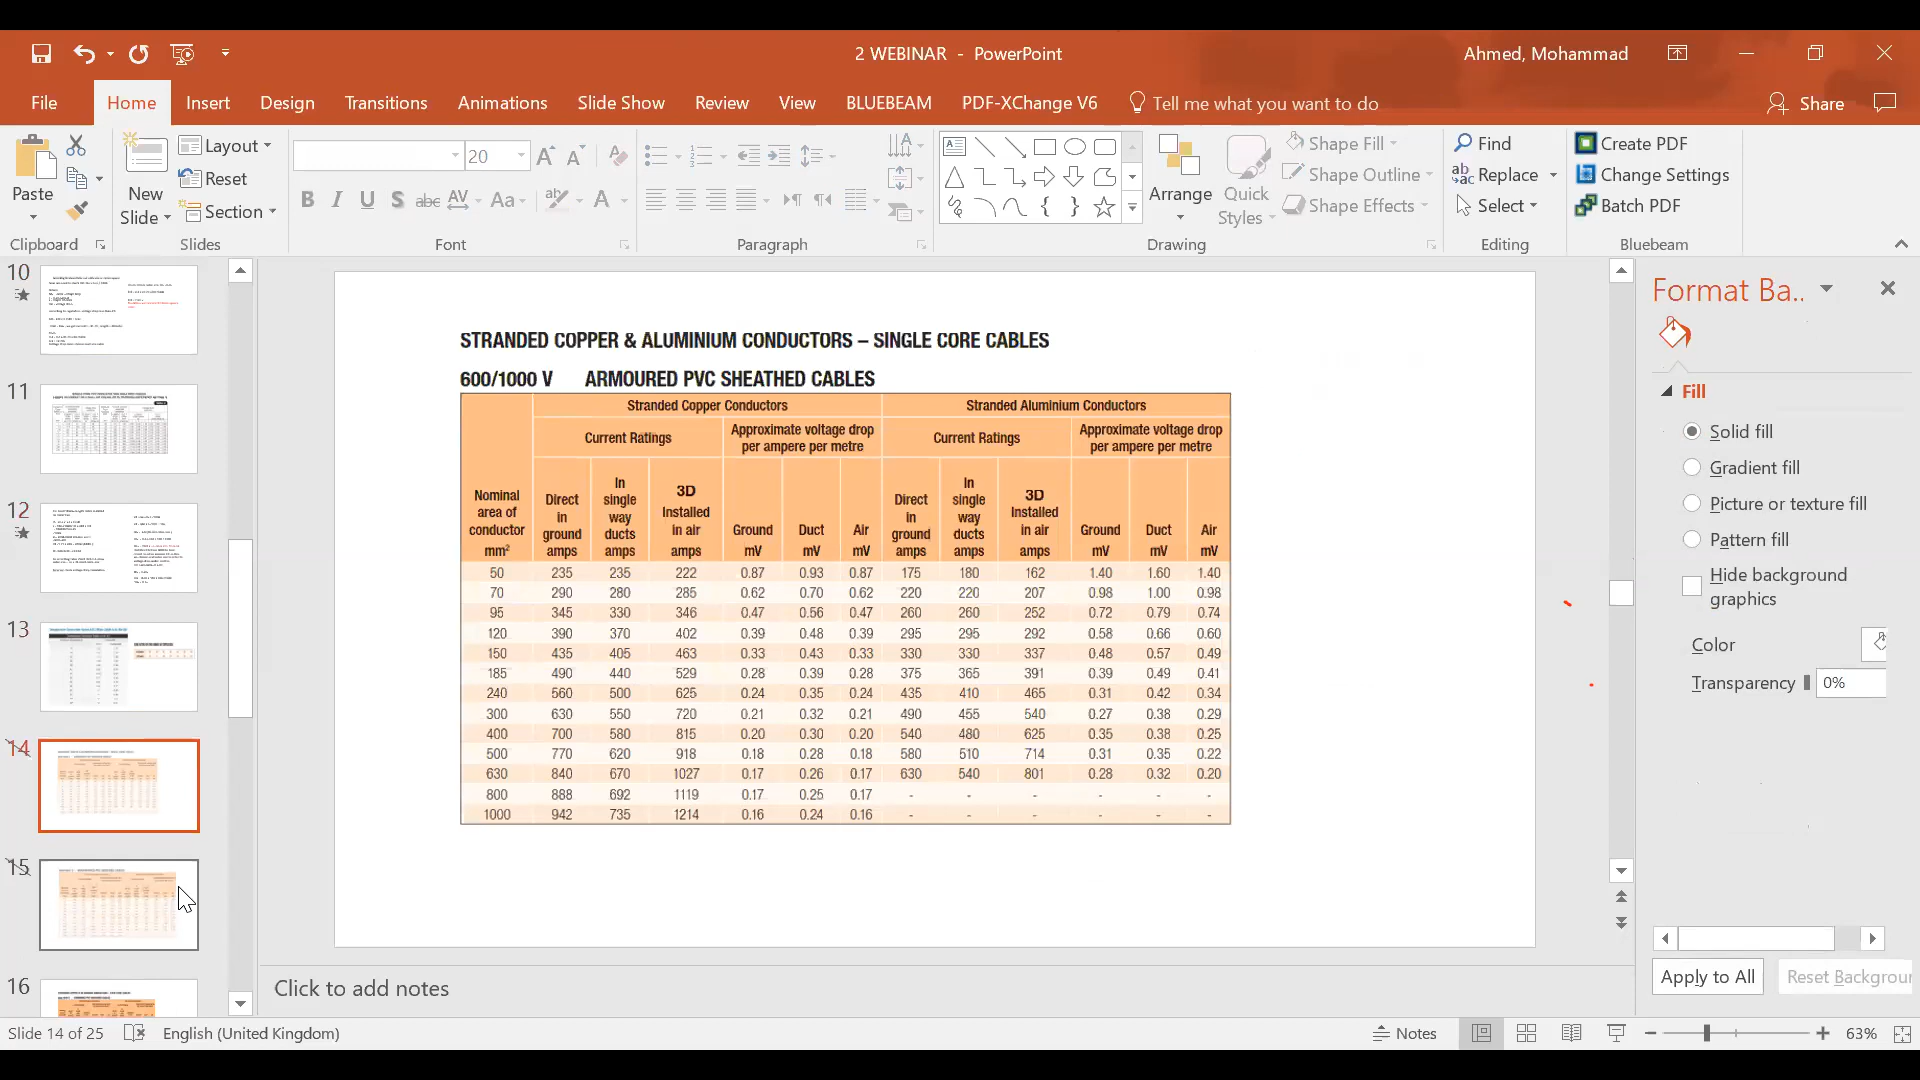 2 WEBINAR - PowerPoint
Ahmed, Mohammad
File Home Insert Design Transitions Animations Slide Show Review View BLUEBEAM PDF-XChange V6 Tell me what you want to do Share
Paste
Clipboard
New Slide
Layout
Reset
Section
Slides
20
B I U S abc AV Aa A
Font
Paragraph
Arrange
Quick Styles
Shape Fill
Shape Outline
Shape Effects
Drawing
Find
Replace
Select
Editing
Create PDF
Change Settings
Batch PDF
Bluebeam
10
11
12
13
14
15
16
STRANDED COPPER & ALUMINIUM CONDUCTORS – SINGLE CORE CABLES
600/1000 V ARMOURED PVC SHEATHED CABLES
Stranded Copper Conductors Stranded Aluminium Conductors
Current Ratings Approximate voltage drop per ampere per metre Current Ratings Approximate voltage drop per ampere per metre
Nominal area of conductor mm² Direct in ground amps In single way ducts amps 3D Installed in air amps Ground mV Duct mV Air mV Direct in ground amps In single way ducts amps 3D Installed in air amps Ground mV Duct mV Air mV
50 235 235 222 0.87 0.93 0.87 175 180 162 1.40 1.60 1.40
70 290 280 285 0.62 0.70 0.62 220 220 207 0.98 1.00 0.98
95 345 330 346 0.47 0.56 0.47 260 260 252 0.72 0.79 0.74
120 390 370 402 0.39 0.48 0.39 295 295 292 0.58 0.66 0.60
150 435 405 463 0.33 0.43 0.33 330 330 337 0.48 0.57 0.49
185 490 440 529 0.28 0.39 0.28 375 365 391 0.39 0.49 0.41
240 560 500 625 0.24 0.35 0.24 435 410 465 0.31 0.42 0.34
300 630 550 720 0.21 0.32 0.21 490 455 540 0.27 0.38 0.29
400 700 580 815 0.20 0.30 0.20 540 480 625 0.35 0.38 0.25
500 770 620 918 0.18 0.28 0.18 580 510 714 0.31 0.35 0.22
630 840 670 1027 0.17 0.26 0.17 630 540 801 0.28 0.32 0.20
800 888 692 1119 0.17 0.25 0.17 - - - - - -
1000 942 735 1214 0.16 0.24 0.16 - - - - - -
Format Ba..
Fill
Solid fill
Gradient fill
Picture or texture fill
Pattern fill
Hide background graphics
Color
Transparency 0%
Apply to All Reset Backgrour
Click to add notes
Slide 14 of 25 English (United Kingdom) Notes 63%